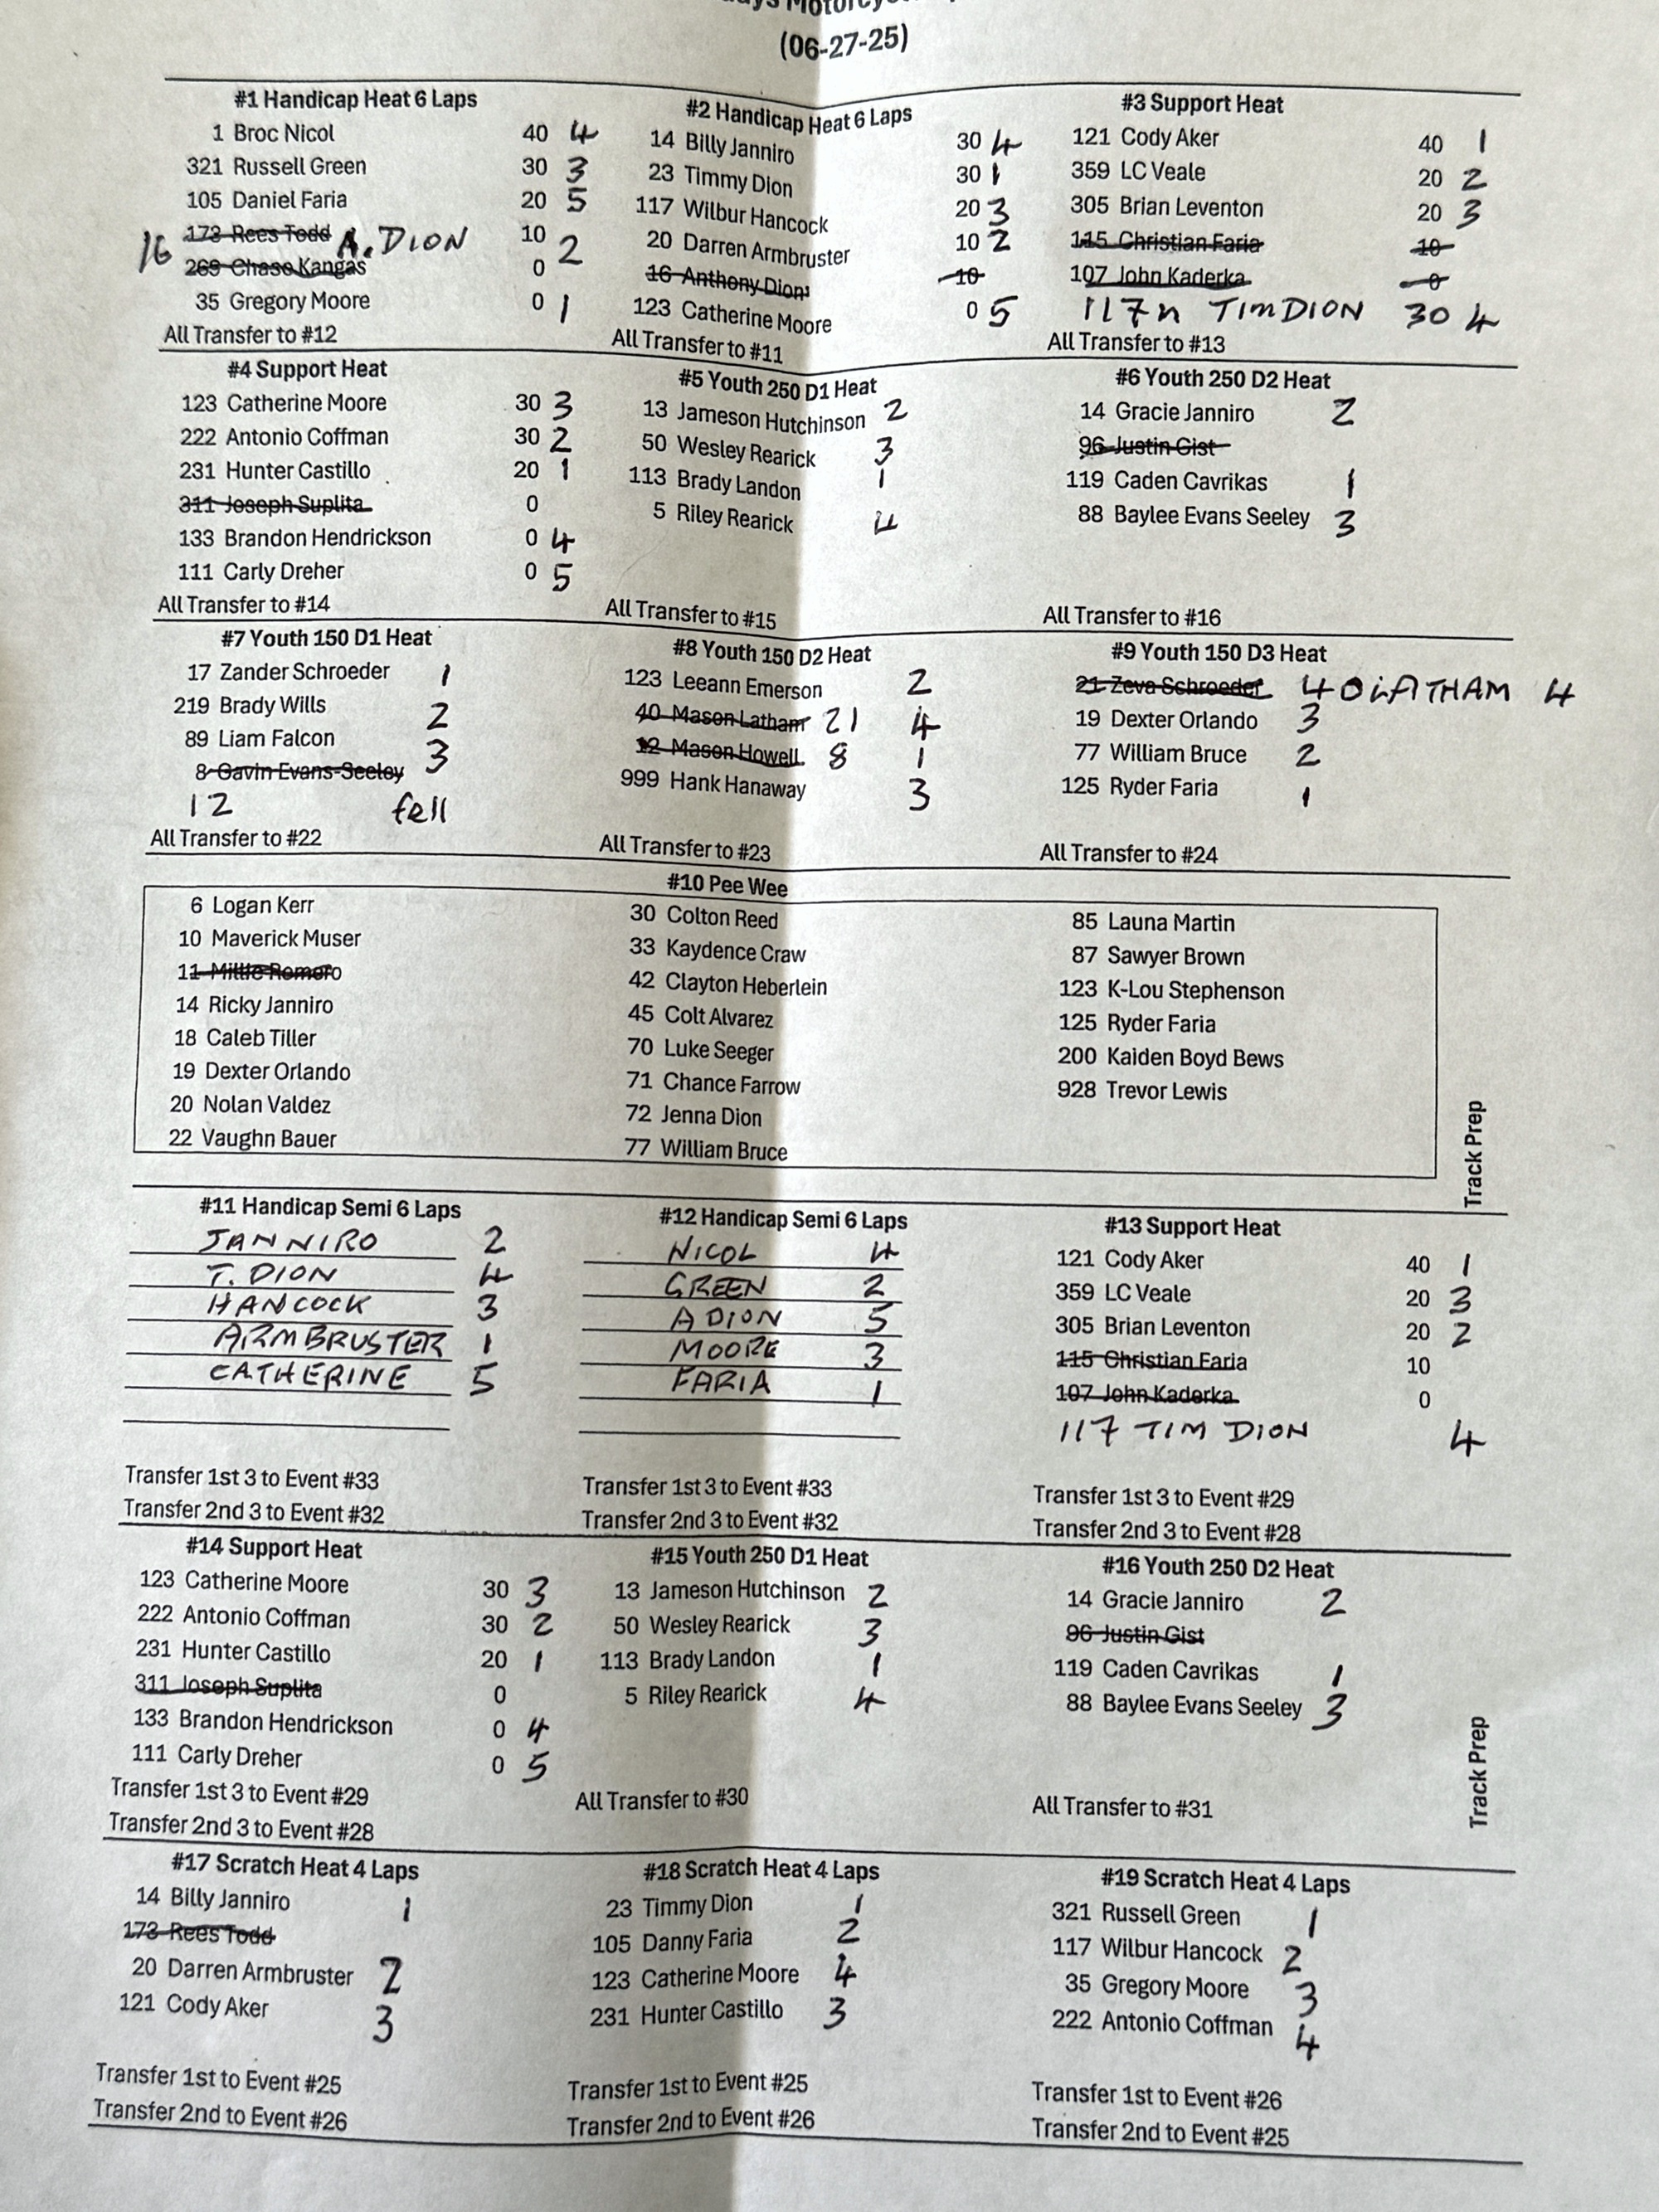 (06-27-25)
#1 Handicap Heat 6 Laps
1 Broc Nicol 40 4
321 Russell Green 30 3
105 Daniel Faria 20 5
173 Rees Todd A. DION 10 2
16
269 Chase Kangas 0
35 Gregory Moore 0 1
All Transfer to #12
#2 Handicap Heat 6 Laps
14 Billy Janniro 30 4
23 Timmy Dion 30 1
117 Wilbur Hancock 20 3
20 Darren Armbruster 10 2
16 Anthony Dion 10
123 Catherine Moore 0 5
All Transfer to #11
#3 Support Heat
121 Cody Aker 40 1
359 LC Veale 20 2
305 Brian Leventon 20 3
115 Christian Faria 10
107 John Kaderka 0
117n TIM DION 30 4
All Transfer to #13
#4 Support Heat
123 Catherine Moore 30 3
222 Antonio Coffman 30 2
231 Hunter Castillo 20 1
311 Joseph Suplita 0
133 Brandon Hendrickson 0 4
111 Carly Dreher 0 5
All Transfer to #14
#5 Youth 250 D1 Heat
13 Jameson Hutchinson 2
50 Wesley Rearick 3
113 Brady Landon 1
5 Riley Rearick 4
All Transfer to #15
#6 Youth 250 D2 Heat
14 Gracie Janniro 2
96 Justin Gist
119 Caden Cavrikas 1
88 Baylee Evans Seeley 3
All Transfer to #16
#7 Youth 150 D1 Heat
17 Zander Schroeder 1
219 Brady Wills 2
89 Liam Falcon 3
8 Gavin Evans-Seeley
12 fell
All Transfer to #22
#8 Youth 150 D2 Heat
123 Leeann Emerson 2
40 Mason Latham 21 4
12 Mason Howell 8 1
999 Hank Hanaway 3
All Transfer to #23
#9 Youth 150 D3 Heat
21 Zeva Schroeder 40 LATHAM 4
19 Dexter Orlando 3
77 William Bruce 2
125 Ryder Faria 1
All Transfer to #24
#10 Pee Wee
6 Logan Kerr
10 Maverick Muser
11 Millie Romero
14 Ricky Janniro
18 Caleb Tiller
19 Dexter Orlando
20 Nolan Valdez
22 Vaughn Bauer
30 Colton Reed
33 Kaydence Craw
42 Clayton Heberlein
45 Colt Alvarez
70 Luke Seeger
71 Chance Farrow
72 Jenna Dion
77 William Bruce
85 Launa Martin
87 Sawyer Brown
123 K-Lou Stephenson
125 Ryder Faria
200 Kaiden Boyd Bews
928 Trevor Lewis
Track Prep
#11 Handicap Semi 6 Laps
JANNIRO 2
T. DION 4
HANCOCK 3
ARMBRUSTER 1
CATHERINE 5
Transfer 1st 3 to Event #33
Transfer 2nd 3 to Event #32
#12 Handicap Semi 6 Laps
NICOL 4
GREEN 2
A DION 5
MOORE 3
FARIA 1
Transfer 1st 3 to Event #33
Transfer 2nd 3 to Event #32
#13 Support Heat
121 Cody Aker 40 1
359 LC Veale 20 3
305 Brian Leventon 20 2
115 Christian Faria 10
107 John Kaderka 0
117 TIM DION 4
Transfer 1st 3 to Event #29
Transfer 2nd 3 to Event #28
#14 Support Heat
123 Catherine Moore 30 3
222 Antonio Coffman 30 2
231 Hunter Castillo 20 1
311 Joseph Suplita 0
133 Brandon Hendrickson 0 4
111 Carly Dreher 0 5
Transfer 1st 3 to Event #29
Transfer 2nd 3 to Event #28
#15 Youth 250 D1 Heat
13 Jameson Hutchinson 2
50 Wesley Rearick 3
113 Brady Landon 1
5 Riley Rearick 4
All Transfer to #30
#16 Youth 250 D2 Heat
14 Gracie Janniro 2
96 Justin Gist
119 Caden Cavrikas 1
88 Baylee Evans Seeley 3
All Transfer to #31
Track Prep
#17 Scratch Heat 4 Laps
14 Billy Janniro 1
173 Rees Todd
20 Darren Armbruster 2
121 Cody Aker 3
Transfer 1st to Event #25
Transfer 2nd to Event #26
#18 Scratch Heat 4 Laps
23 Timmy Dion 1
105 Danny Faria 2
123 Catherine Moore 4
231 Hunter Castillo 3
Transfer 1st to Event #25
Transfer 2nd to Event #26
#19 Scratch Heat 4 Laps
321 Russell Green 1
117 Wilbur Hancock 2
35 Gregory Moore 3
222 Antonio Coffman 4
Transfer 1st to Event #26
Transfer 2nd to Event #25